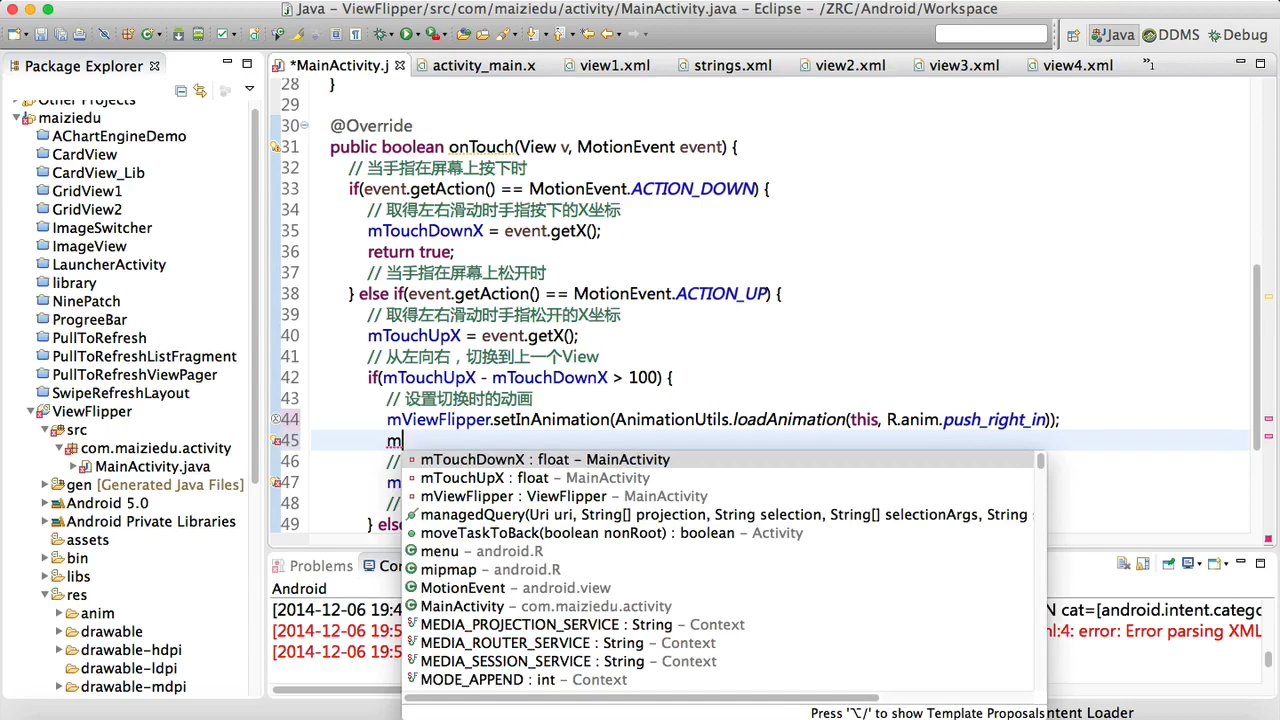 Java – ViewFlipper/src/com/maiziedu/activity/MainActivity.java – Eclipse – /ZRC/Android/Workspace
Java
DDMS
Debug
Package Explorer
*MainActivity.j
activity_main.x
view1.xml
strings.xml
view2.xml
view3.xml
view4.xml
»1
Other Projects
maiziedu
AChartEngineDemo
CardView
CardView_Lib
GridView1
GridView2
ImageSwitcher
ImageView
LauncherActivity
library
NinePatch
ProgreeBar
PullToRefresh
PullToRefreshListFragment
PullToRefreshViewPager
SwipeRefreshLayout
ViewFlipper
src
com.maiziedu.activity
MainActivity.java
gen [Generated Java Files]
Android 5.0
Android Private Libraries
assets
bin
libs
res
anim
drawable
drawable-hdpi
drawable-ldpi
drawable-mdpi
28 }
29
30 @Override
31 public boolean onTouch(View v, MotionEvent event) {
32 // 当手指在屏幕上按下时
33 if(event.getAction() == MotionEvent.ACTION_DOWN) {
34 // 取得左右滑动时手指按下的X坐标
35 mTouchDownX = event.getX();
36 return true;
37 // 当手指在屏幕上松开时
38 } else if(event.getAction() == MotionEvent.ACTION_UP) {
39 // 取得左右滑动时手指松开的X坐标
40 mTouchUpX = event.getX();
41 // 从左向右，切换到上一个View
42 if(mTouchUpX - mTouchDownX > 100) {
43 // 设置切换时的动画
44 mViewFlipper.setInAnimation(AnimationUtils.loadAnimation(this, R.anim.push_right_in));
45 m
46 //
47 m
48 //
49 } else
mTouchDownX : float – MainActivity
mTouchUpX : float – MainActivity
mViewFlipper : ViewFlipper – MainActivity
managedQuery(Uri uri, String[] projection, String selection, String[] selectionArgs, String s
moveTaskToBack(boolean nonRoot) : boolean – Activity
menu – android.R
mipmap – android.R
MotionEvent – android.view
MainActivity – com.maiziedu.activity
MEDIA_PROJECTION_SERVICE : String – Context
MEDIA_ROUTER_SERVICE : String – Context
MEDIA_SESSION_SERVICE : String – Context
MODE_APPEND : int – Context
Press '⌥/' to show Template Proposals
Problems
Con
Android
[2014-12-06 19:4
N cat=[android.intent.catego
[2014-12-06 19:5
ml:4: error: Error parsing XML
[2014-12-06 19:5
ntent Loader